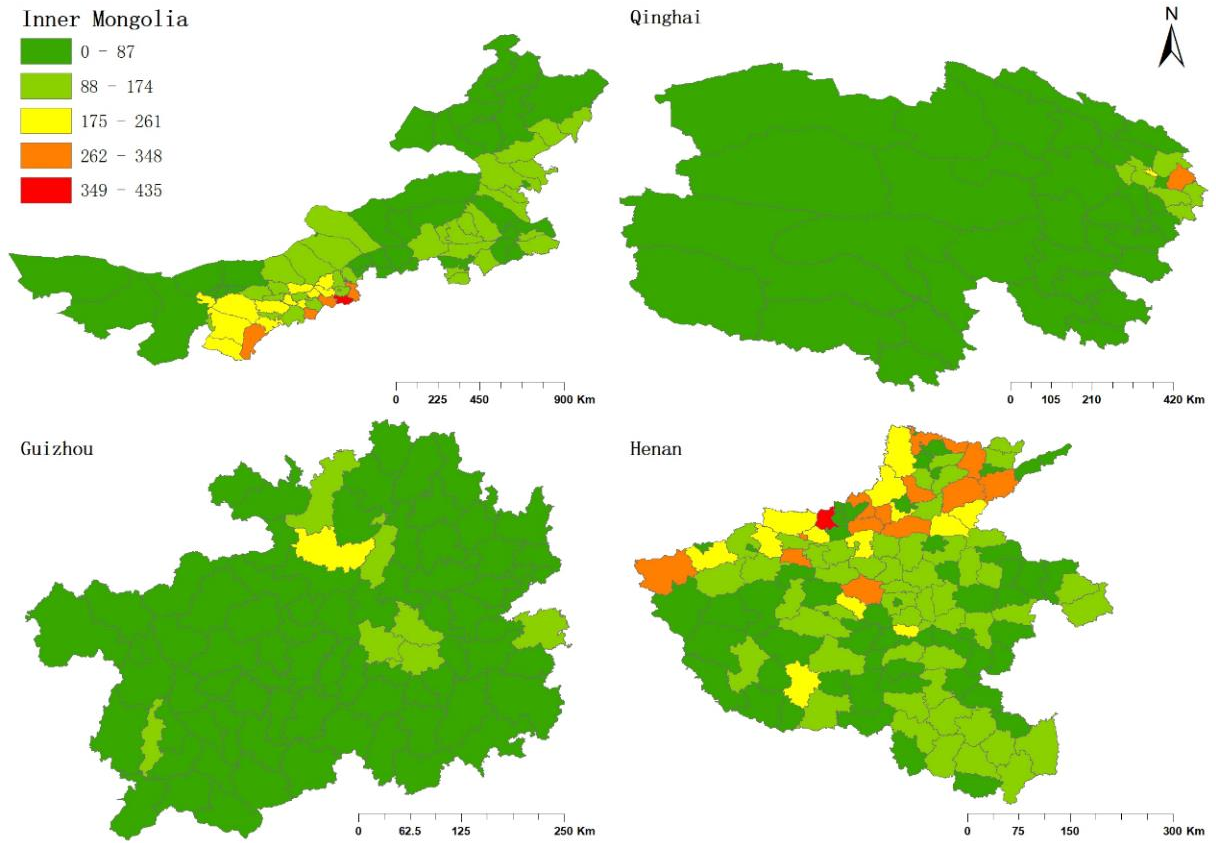 Inner Mongolia
0 - 87
88 - 174
175 - 261
262 - 348
349 - 435
0 225 450 900 Km
Qinghai
N
0 105 210 420 Km
Guizhou
0 62.5 125 250 Km
Henan
0 75 150 300 Km